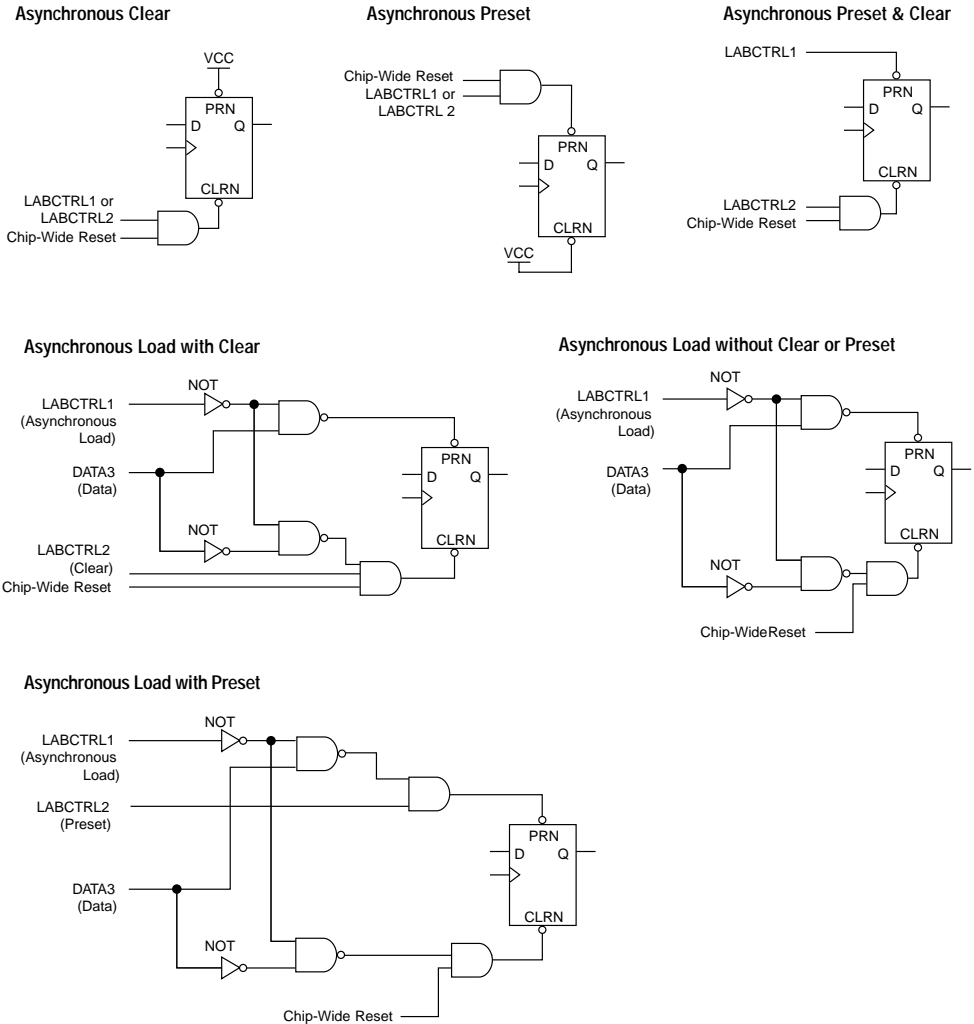 Asynchronous Clear
VCC
PRN
D Q
CLRN
LABCTRL1 or
LABCTRL2
Chip-Wide Reset
Asynchronous Preset
Chip-Wide Reset
LABCTRL1 or
LABCTRL 2
PRN
D Q
CLRN
VCC
Asynchronous Preset & Clear
LABCTRL1
PRN
D Q
CLRN
LABCTRL2
Chip-Wide Reset
Asynchronous Load with Clear
NOT
LABCTRL1
(Asynchronous
Load)
PRN
D Q
DATA3
(Data)
NOT
CLRN
LABCTRL2
(Clear)
Chip-Wide Reset
Asynchronous Load without Clear or Preset
NOT
LABCTRL1
(Asynchronous
Load)
PRN
D Q
DATA3
(Data)
CLRN
NOT
Chip-WideReset
Asynchronous Load with Preset
NOT
LABCTRL1
(Asynchronous
Load)
LABCTRL2
(Preset)
PRN
D Q
DATA3
(Data)
CLRN
NOT
Chip-Wide Reset